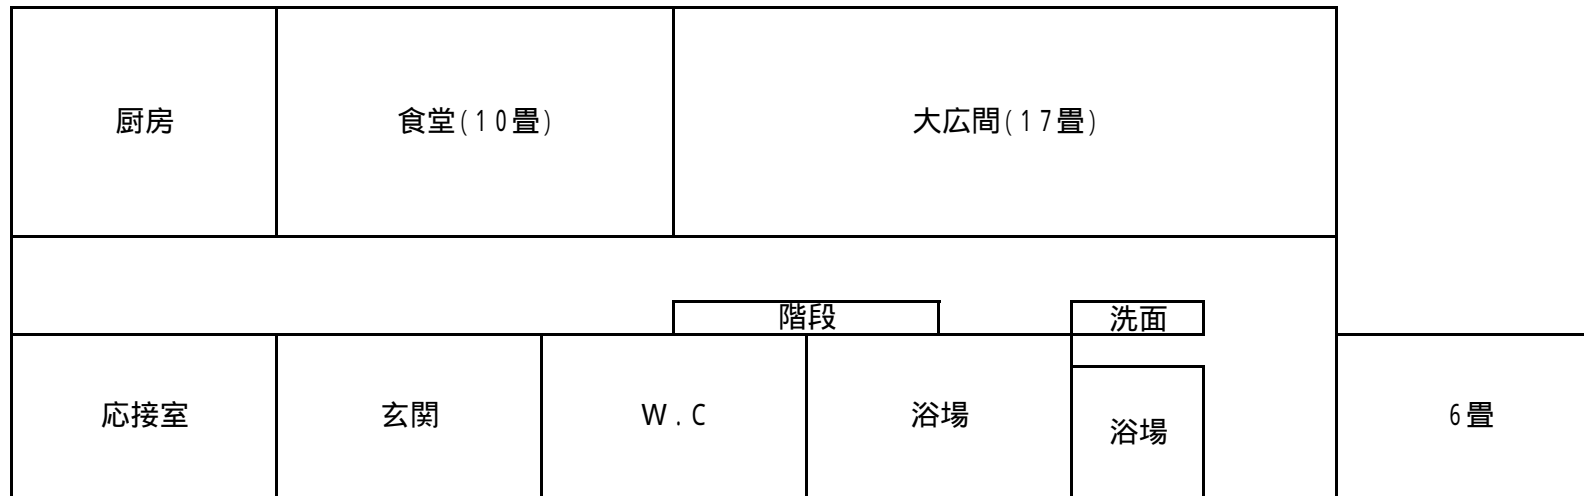 厨房
食堂(10畳)
大広間(17畳)
階段
洗面
応接室
玄関
W.C
浴場
浴場
6畳